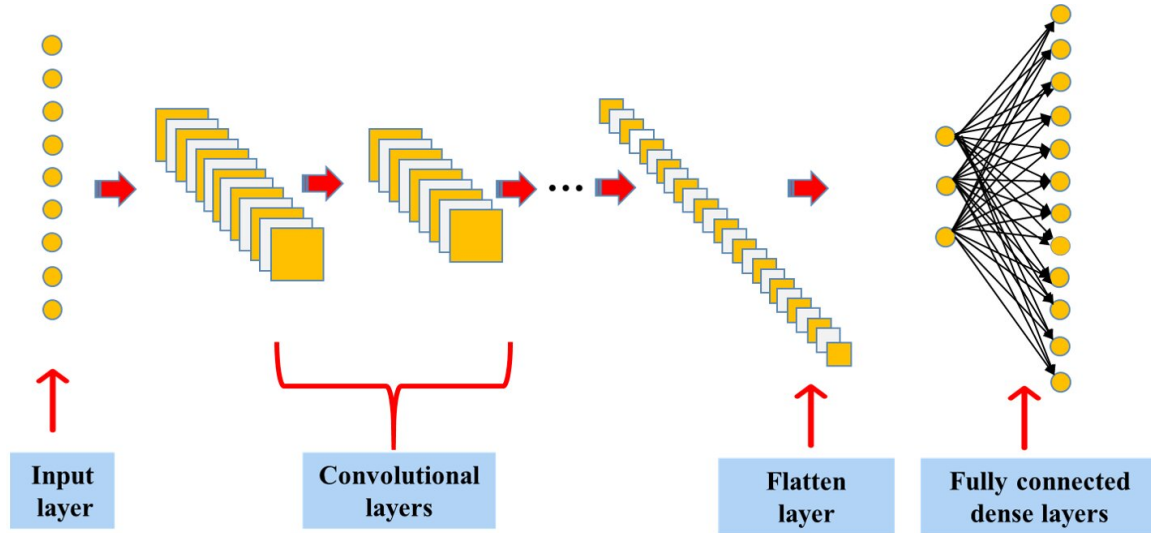 Input
layer
Convolutional
layers
Flatten
layer
Fully connected
dense layers